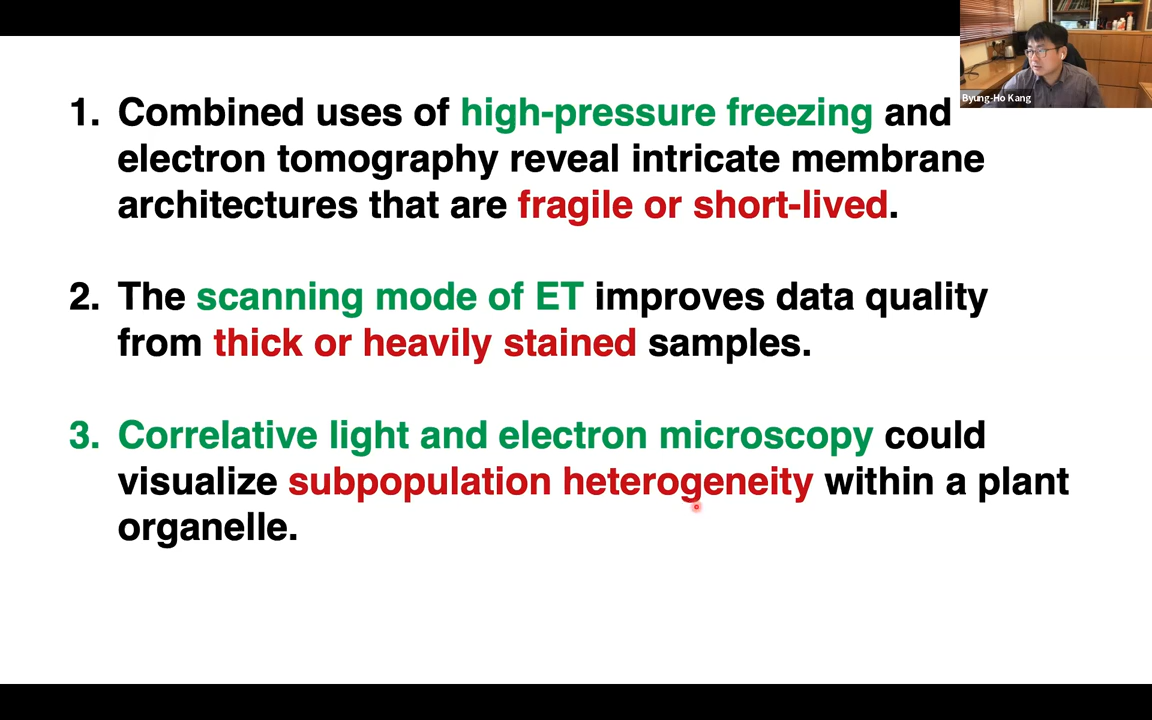 Byung-Ho Kang
1. Combined uses of high-pressure freezing and
electron tomography reveal intricate membrane
architectures that are fragile or short-lived.
2. The scanning mode of ET improves data quality
from thick or heavily stained samples.
3. Correlative light and electron microscopy could
visualize subpopulation heterogeneity within a plant
organelle.